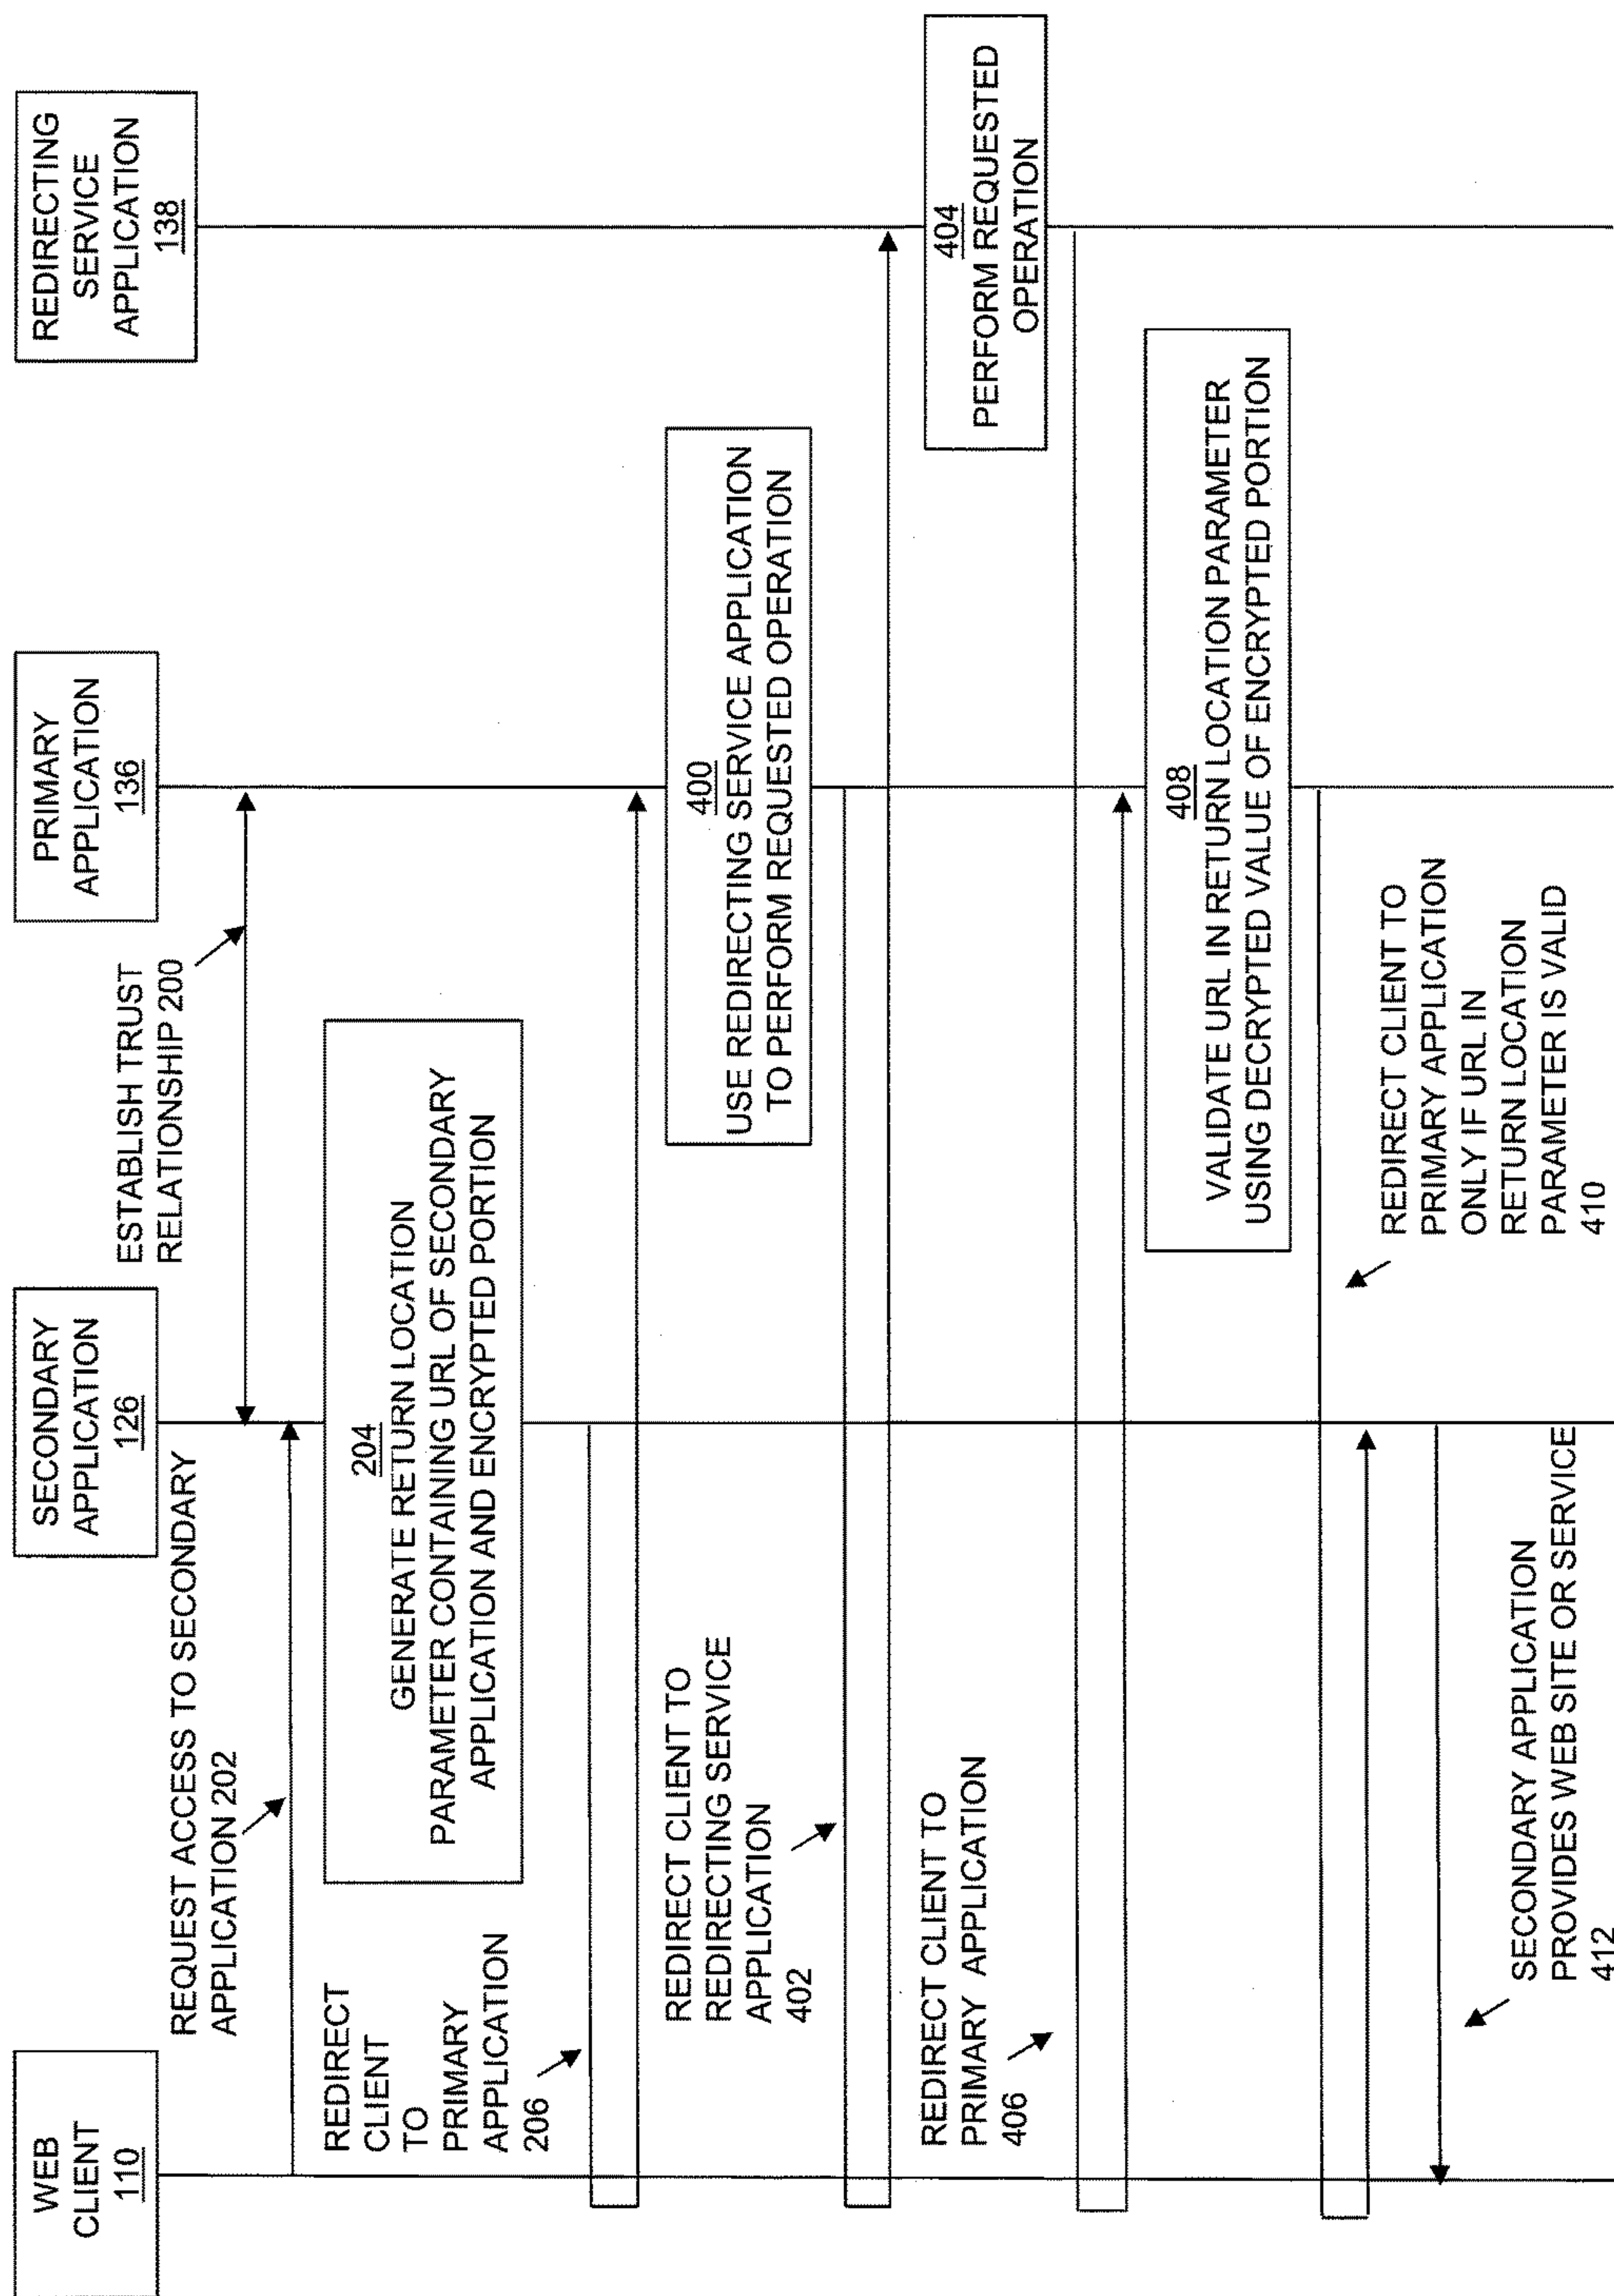 WEB
CLIENT
110
SECONDARY
APPLICATION
126
PRIMARY
APPLICATION
136
REDIRECTING
SERVICE
APPLICATION
138
ESTABLISH TRUST
RELATIONSHIP 200
REQUEST ACCESS TO SECONDARY
APPLICATION 202
204
GENERATE RETURN LOCATION
PARAMETER CONTAINING URL OF SECONDARY
APPLICATION AND ENCRYPTED PORTION
REDIRECT
CLIENT
TO
PRIMARY
APPLICATION
206
400
USE REDIRECTING SERVICE APPLICATION
TO PERFORM REQUESTED OPERATION
REDIRECT CLIENT TO
REDIRECTING SERVICE
APPLICATION
402
404
PERFORM REQUESTED
OPERATION
REDIRECT CLIENT TO
PRIMARY APPLICATION
406
408
VALIDATE URL IN RETURN LOCATION PARAMETER
USING DECRYPTED VALUE OF ENCRYPTED PORTION
REDIRECT CLIENT TO
PRIMARY APPLICATION
ONLY IF URL IN
RETURN LOCATION
PARAMETER IS VALID
410
SECONDARY APPLICATION
PROVIDES WEB SITE OR SERVICE
412